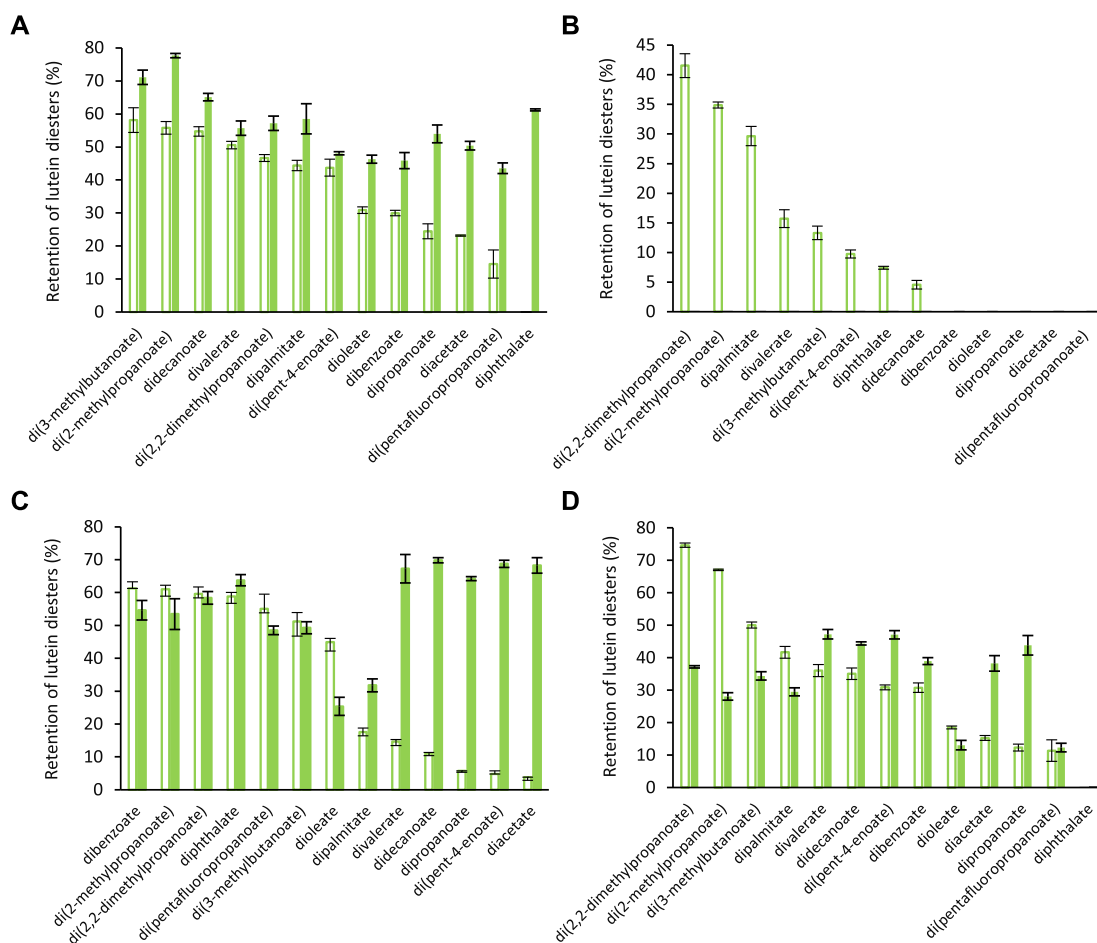 A
Retention of lutein diesters (%)
80
70
60
50
40
30
20
10
0
di(3-methylbutanoate)
di(2-methylpropanoate)
didecanoate
divalerate
di(2,2-dimethylpropanoate)
dipalmitate
di(pent-4-enoate)
dioleate
dibenzoate
dipropanoate
diacetate
di(pentafluoropropanoate)
diphthalate
B
Retention of lutein diesters (%)
45
40
35
30
25
20
15
10
5
0
di(2,2-dimethylpropanoate)
di(2-methylpropanoate)
dipalmitate
divalerate
di(3-methylbutanoate)
di(pent-4-enoate)
diphthalate
didecanoate
dibenzoate
dioleate
dipropanoate
diacetate
di(pentafluoropropanoate)
C
Retention of lutein diesters (%)
80
70
60
50
40
30
20
10
0
dibenzoate
di(2-methylpropanoate)
di(2,2-dimethylpropanoate)
diphthalate
di(pentafluoropropanoate)
di(3-methylbutanoate)
dioleate
dipalmitate
divalerate
didecanoate
dipropanoate
di(pent-4-enoate)
diacetate
D
Retention of lutein diesters (%)
80
70
60
50
40
30
20
10
0
di(2,2-dimethylpropanoate)
di(2-methylpropanoate)
di(3-methylbutanoate)
dipalmitate
divalerate
didecanoate
di(pent-4-enoate)
dibenzoate
dioleate
diacetate
dipropanoate
di(pentafluoropropanoate)
diphthalate